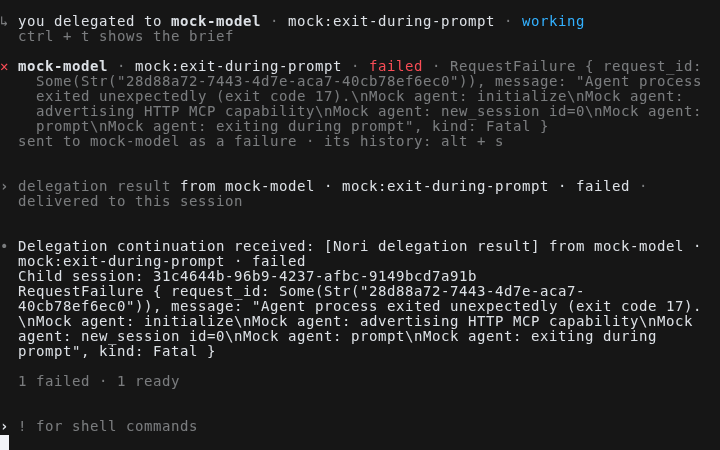 ↳ you delegated to mock-model · mock:exit-during-prompt · working
ctrl + t shows the brief
✕ mock-model · mock:exit-during-prompt · failed · RequestFailure { request_id:
Some(Str("28d88a72-7443-4d7e-aca7-40cb78ef6ec0")), message: "Agent process
exited unexpectedly (exit code 17).\nMock agent: initialize\nMock agent:
advertising HTTP MCP capability\nMock agent: new_session id=0\nMock agent:
prompt\nMock agent: exiting during prompt", kind: Fatal }
sent to mock-model as a failure · its history: alt + s
› delegation result from mock-model · mock:exit-during-prompt · failed ·
delivered to this session
• Delegation continuation received: [Nori delegation result] from mock-model ·
mock:exit-during-prompt · failed
Child session: 31c4644b-96b9-4237-afbc-9149bcd7a91b
RequestFailure { request_id: Some(Str("28d88a72-7443-4d7e-aca7-
40cb78ef6ec0")), message: "Agent process exited unexpectedly (exit code 17).
\nMock agent: initialize\nMock agent: advertising HTTP MCP capability\nMock
agent: new_session id=0\nMock agent: prompt\nMock agent: exiting during
prompt", kind: Fatal }
1 failed · 1 ready
› ! for shell commands